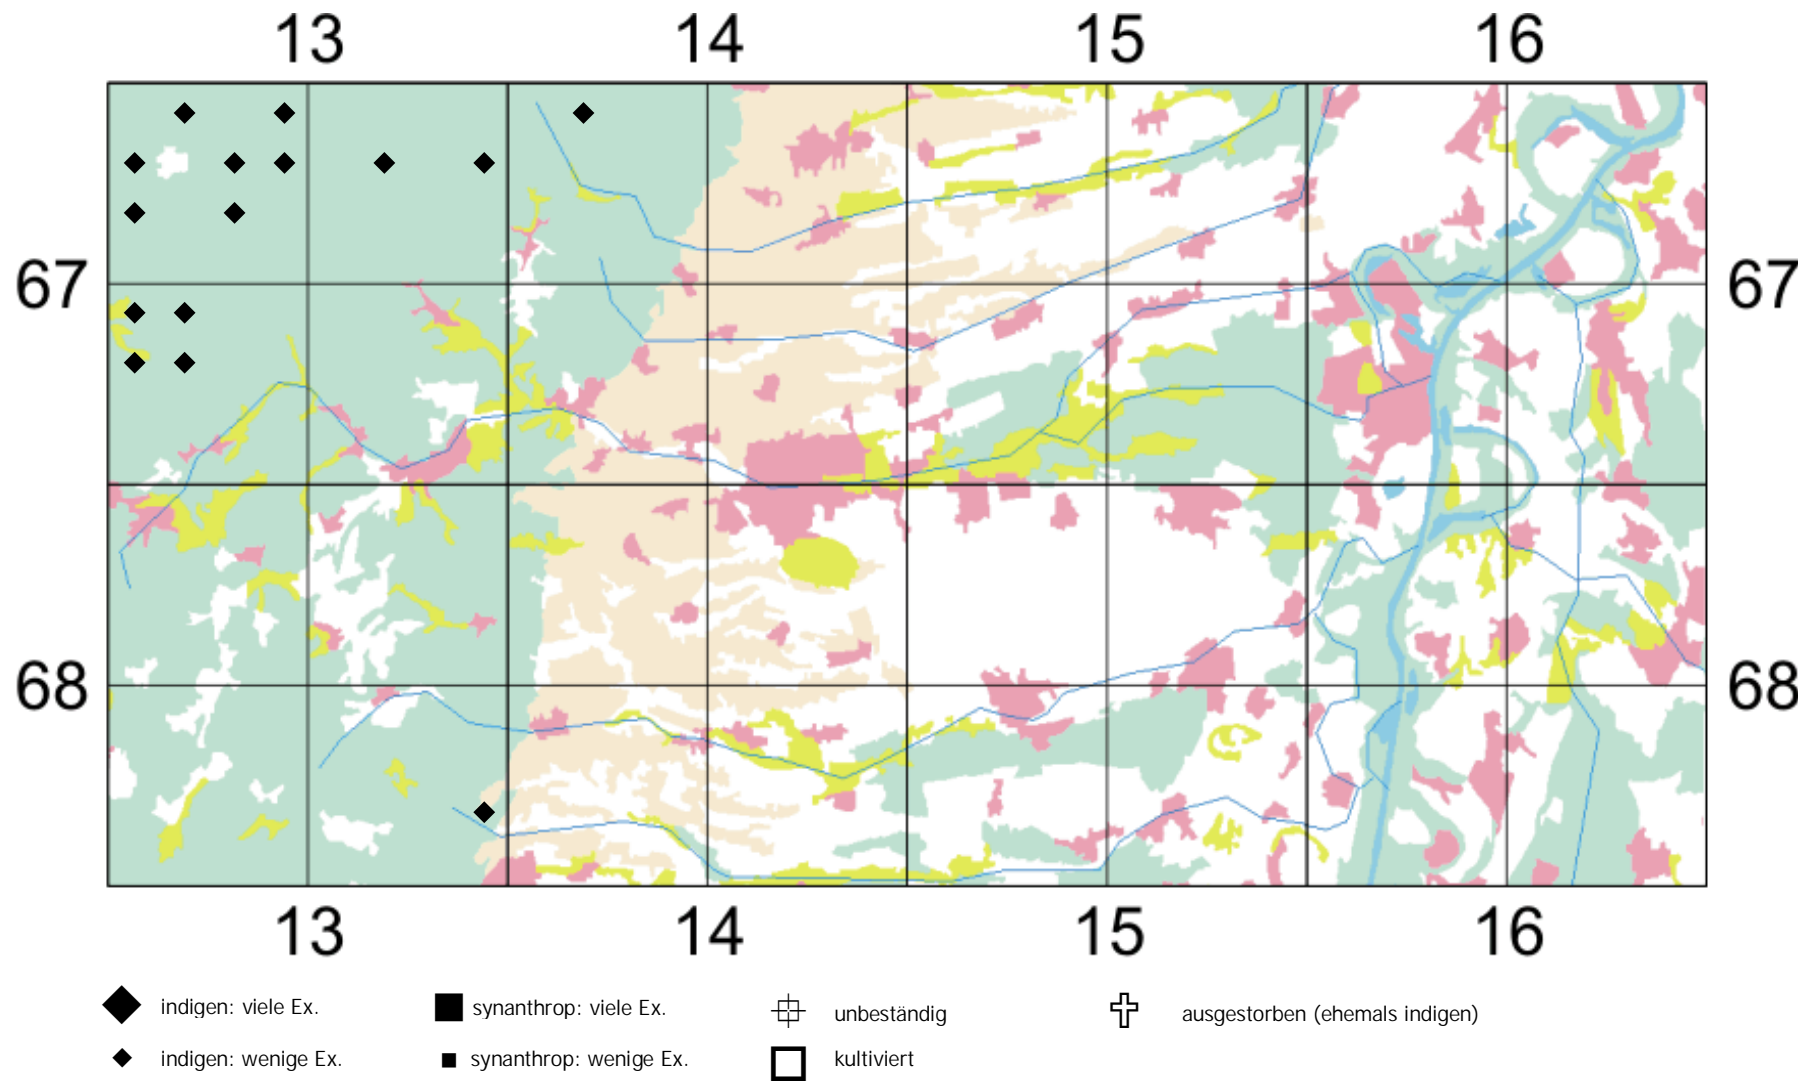 13 14 15 16
67 67
68 68
13 14 15 16
indigen: viele Ex. synanthrop: viele Ex. unbeständig ausgestorben (ehemals indigen)
indigen: wenige Ex. synanthrop: wenige Ex. kultiviert